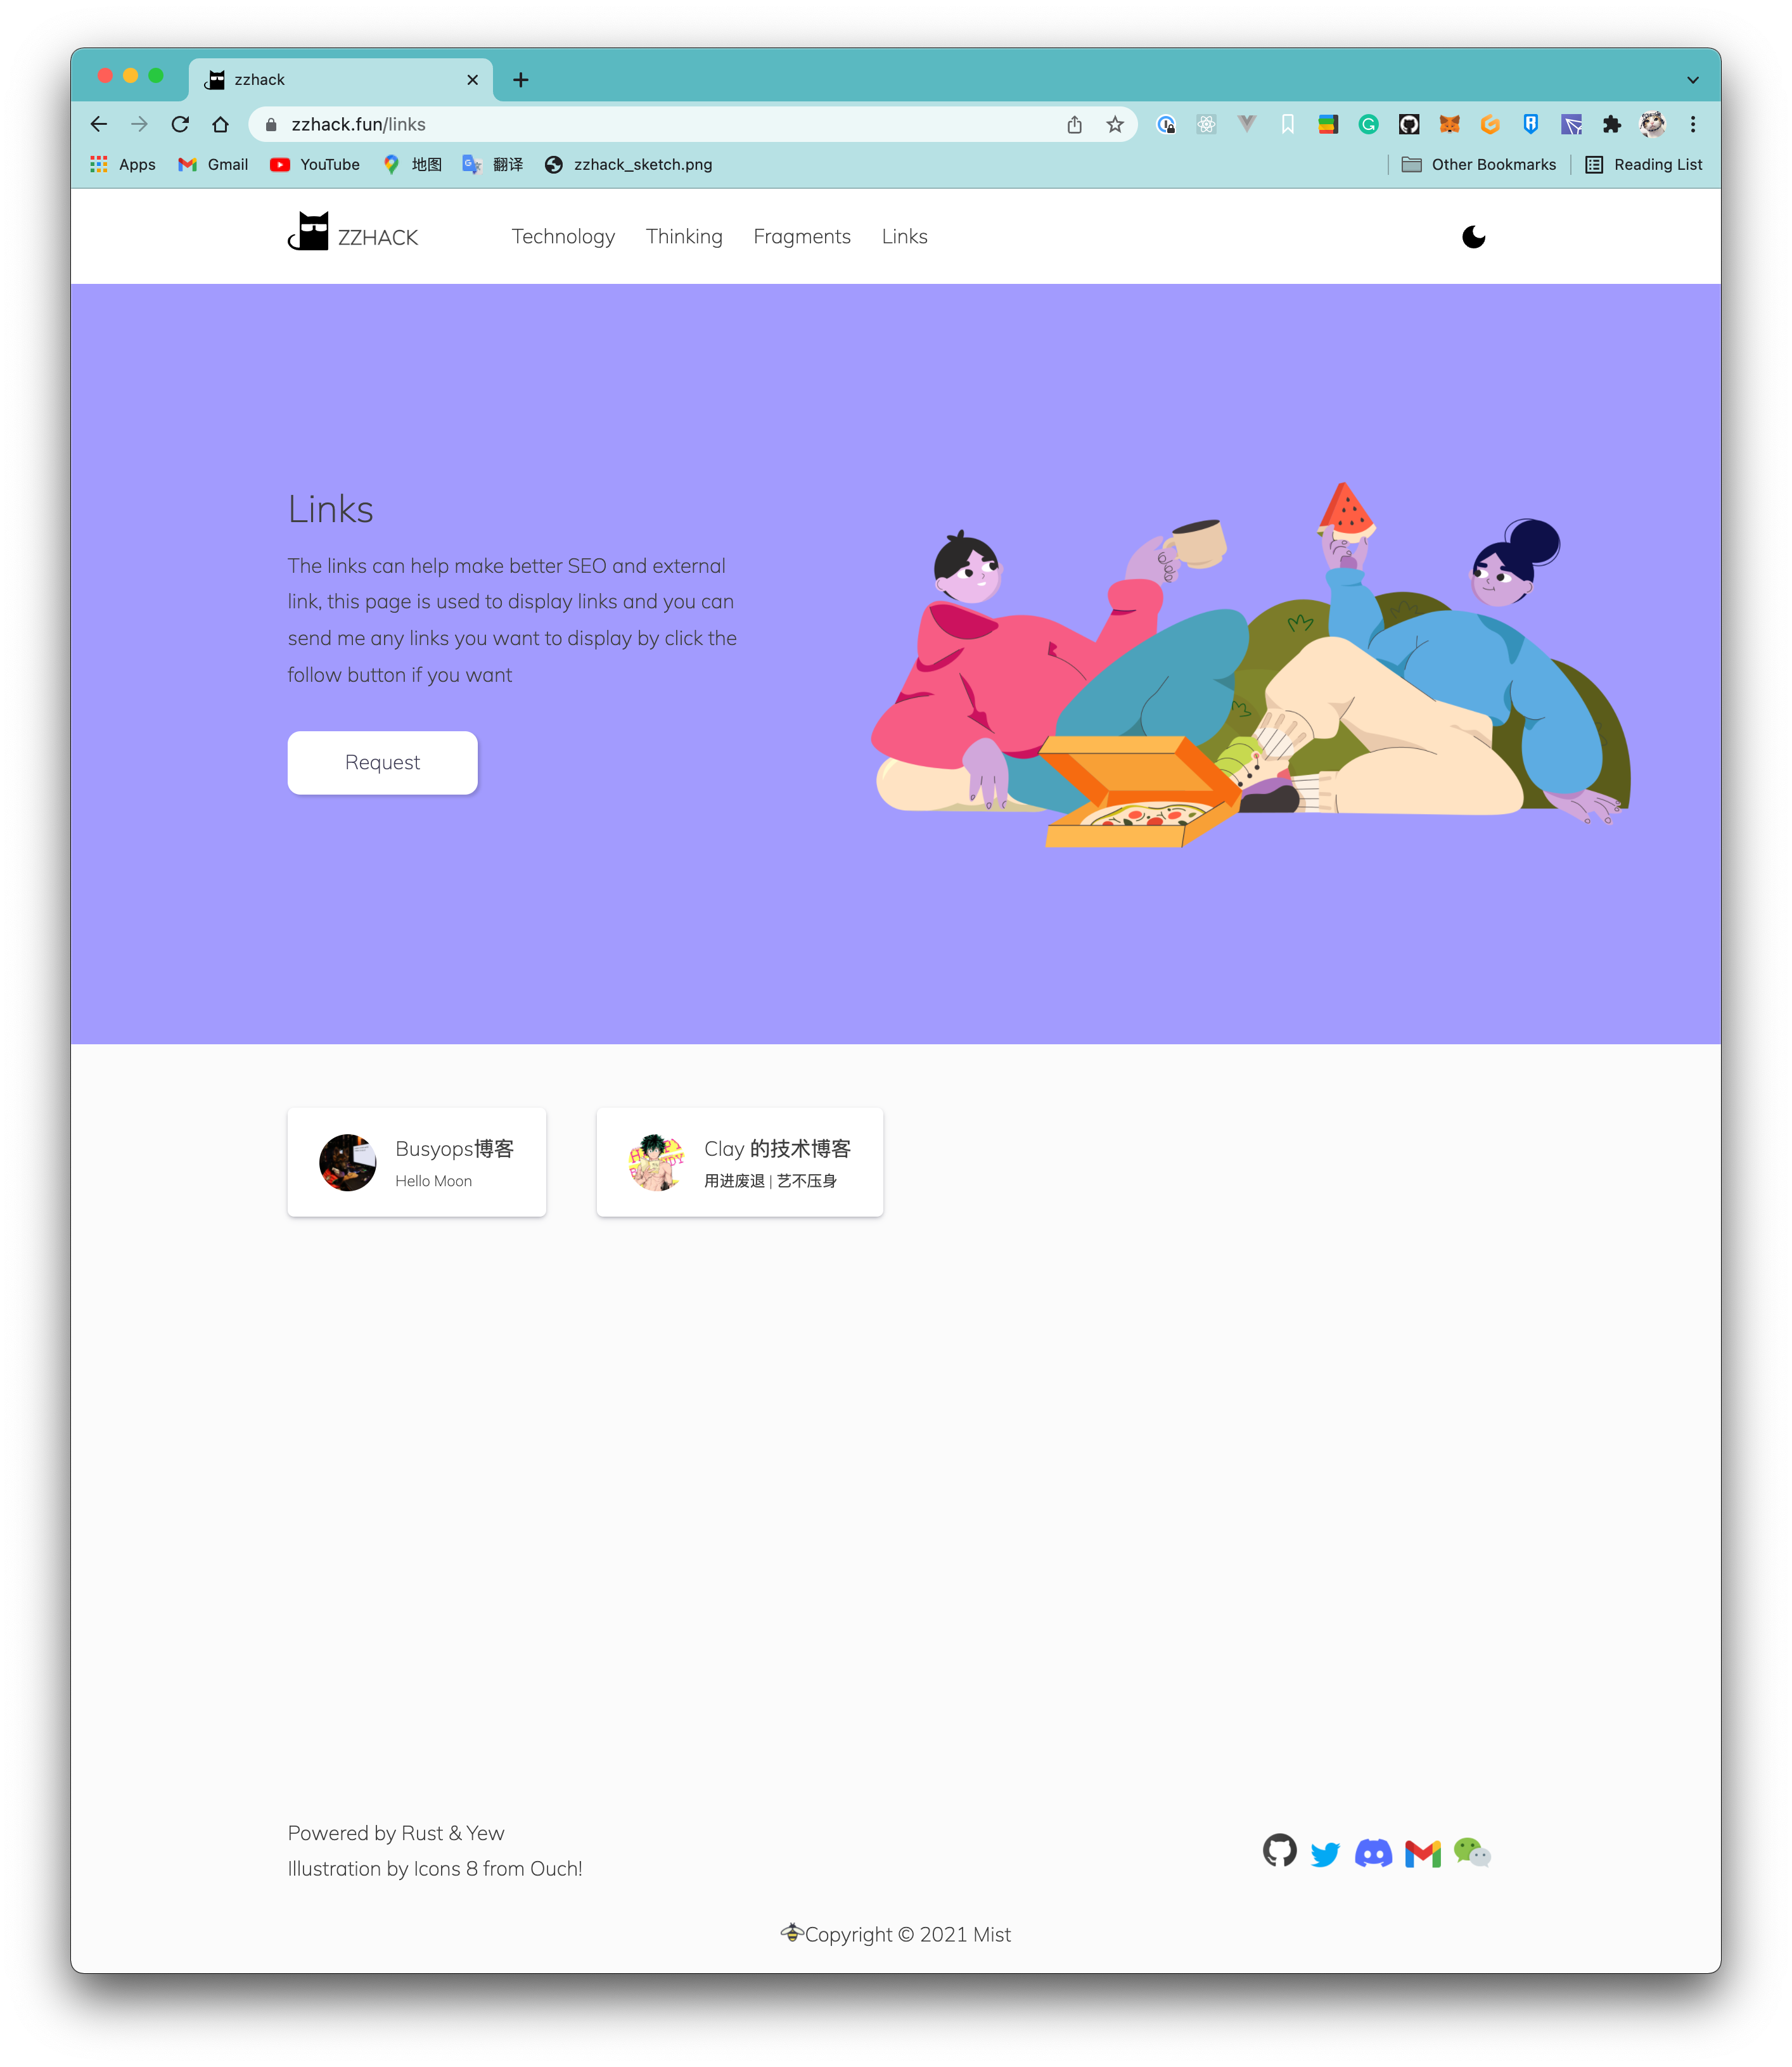 zzhack
zzhack.fun/links
Apps Gmail YouTube 地图 翻译 zzhack_sketch.png Other Bookmarks Reading List
ZZHACK Technology Thinking Fragments Links
Links
The links can help make better SEO and external
link, this page is used to display links and you can
send me any links you want to display by click the
follow button if you want
Request
Busyops博客
Hello Moon
Clay 的技术博客
用进废退 | 艺不压身
Powered by Rust & Yew
Illustration by Icons 8 from Ouch!
Copyright © 2021 Mist